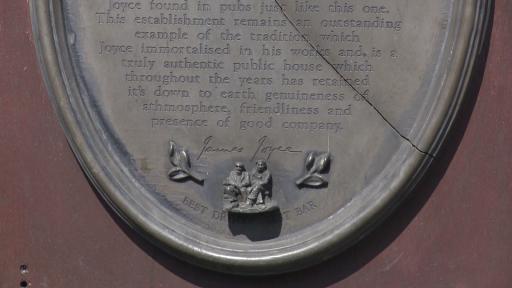 Joyce found in pubs just like this one.
This establishment remains an outstanding
example of the tradition which
Joyce immortalised in his works and, is a
truly authentic public house which
throughout the years has retained
it's down to earth genuineness of
athmosphere, friendliness and
presence of good company.
James Joyce
BEST BAR